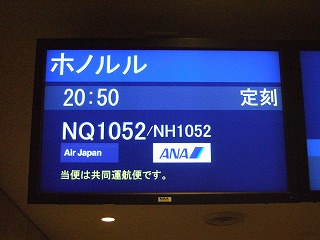 ホノルル
20:50 定刻
NQ1052/NH1052
Air Japan ANA
当便は共同運航便です。